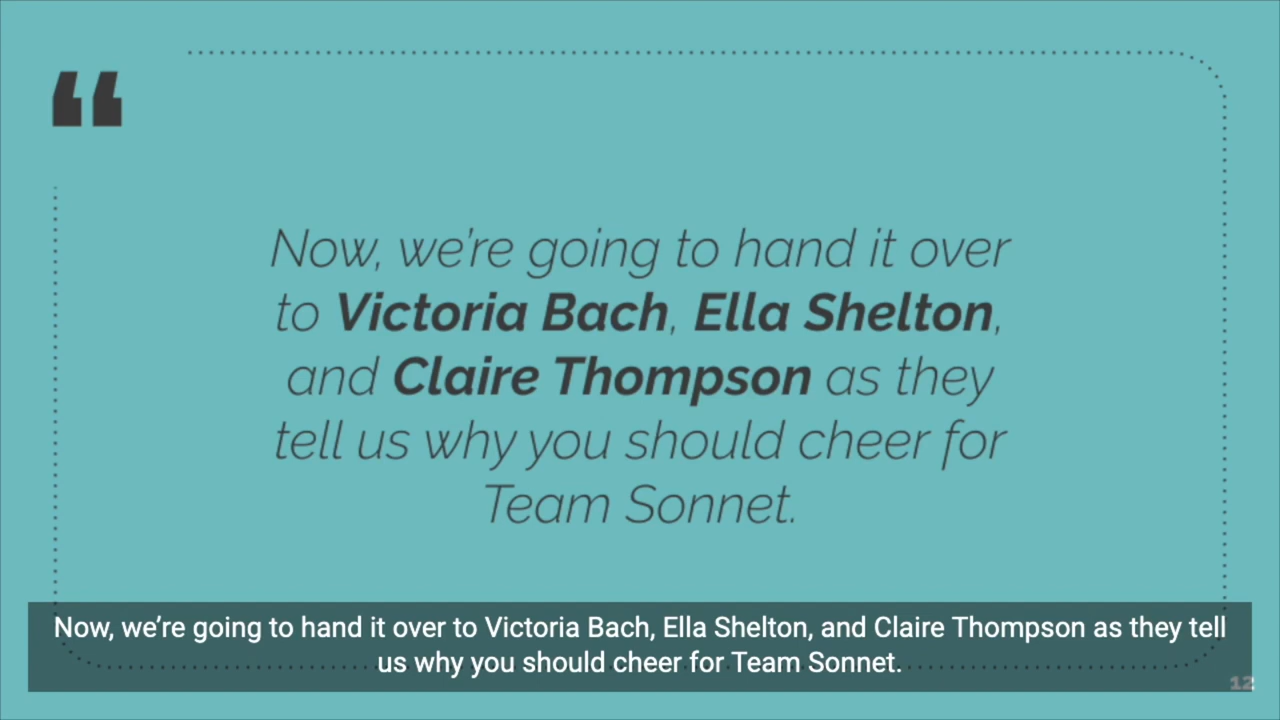 “
Now, we’re going to hand it over
to Victoria Bach, Ella Shelton,
and Claire Thompson as they
tell us why you should cheer for
Team Sonnet.
Now, we’re going to hand it over to Victoria Bach, Ella Shelton, and Claire Thompson as they tell
us why you should cheer for Team Sonnet.
12